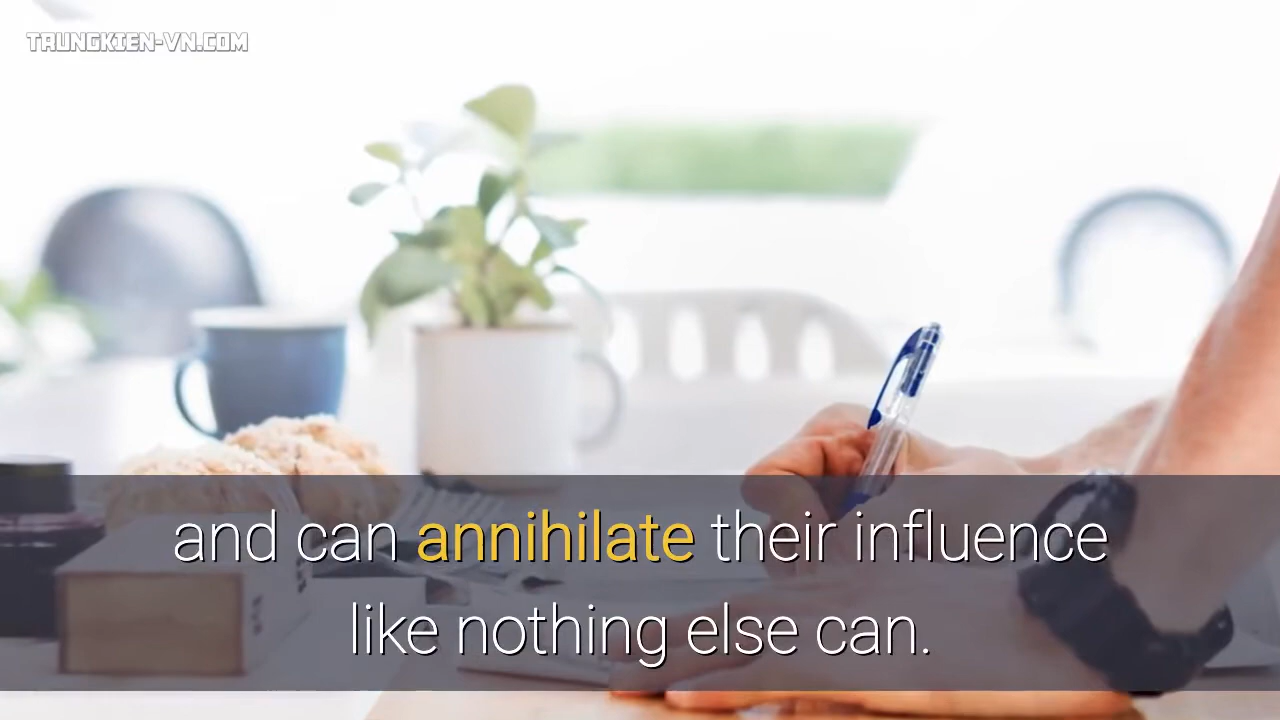 TRUNGKIEN-VN.COM
and can annihilate their influence
like nothing else can.